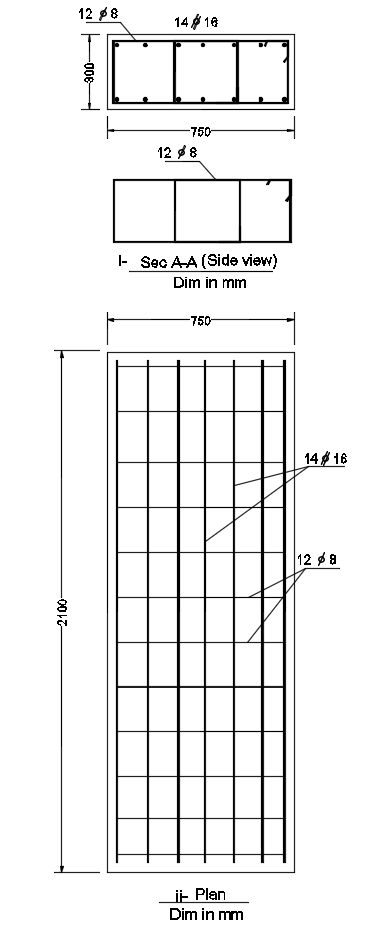 12 ϕ 8
14 ϕ 16
300
750
12 ϕ 8
i- Sec A-A (Side view)
Dim in mm
750
14 ϕ 16
12 ϕ 8
2100
ii- Plan
Dim in mm